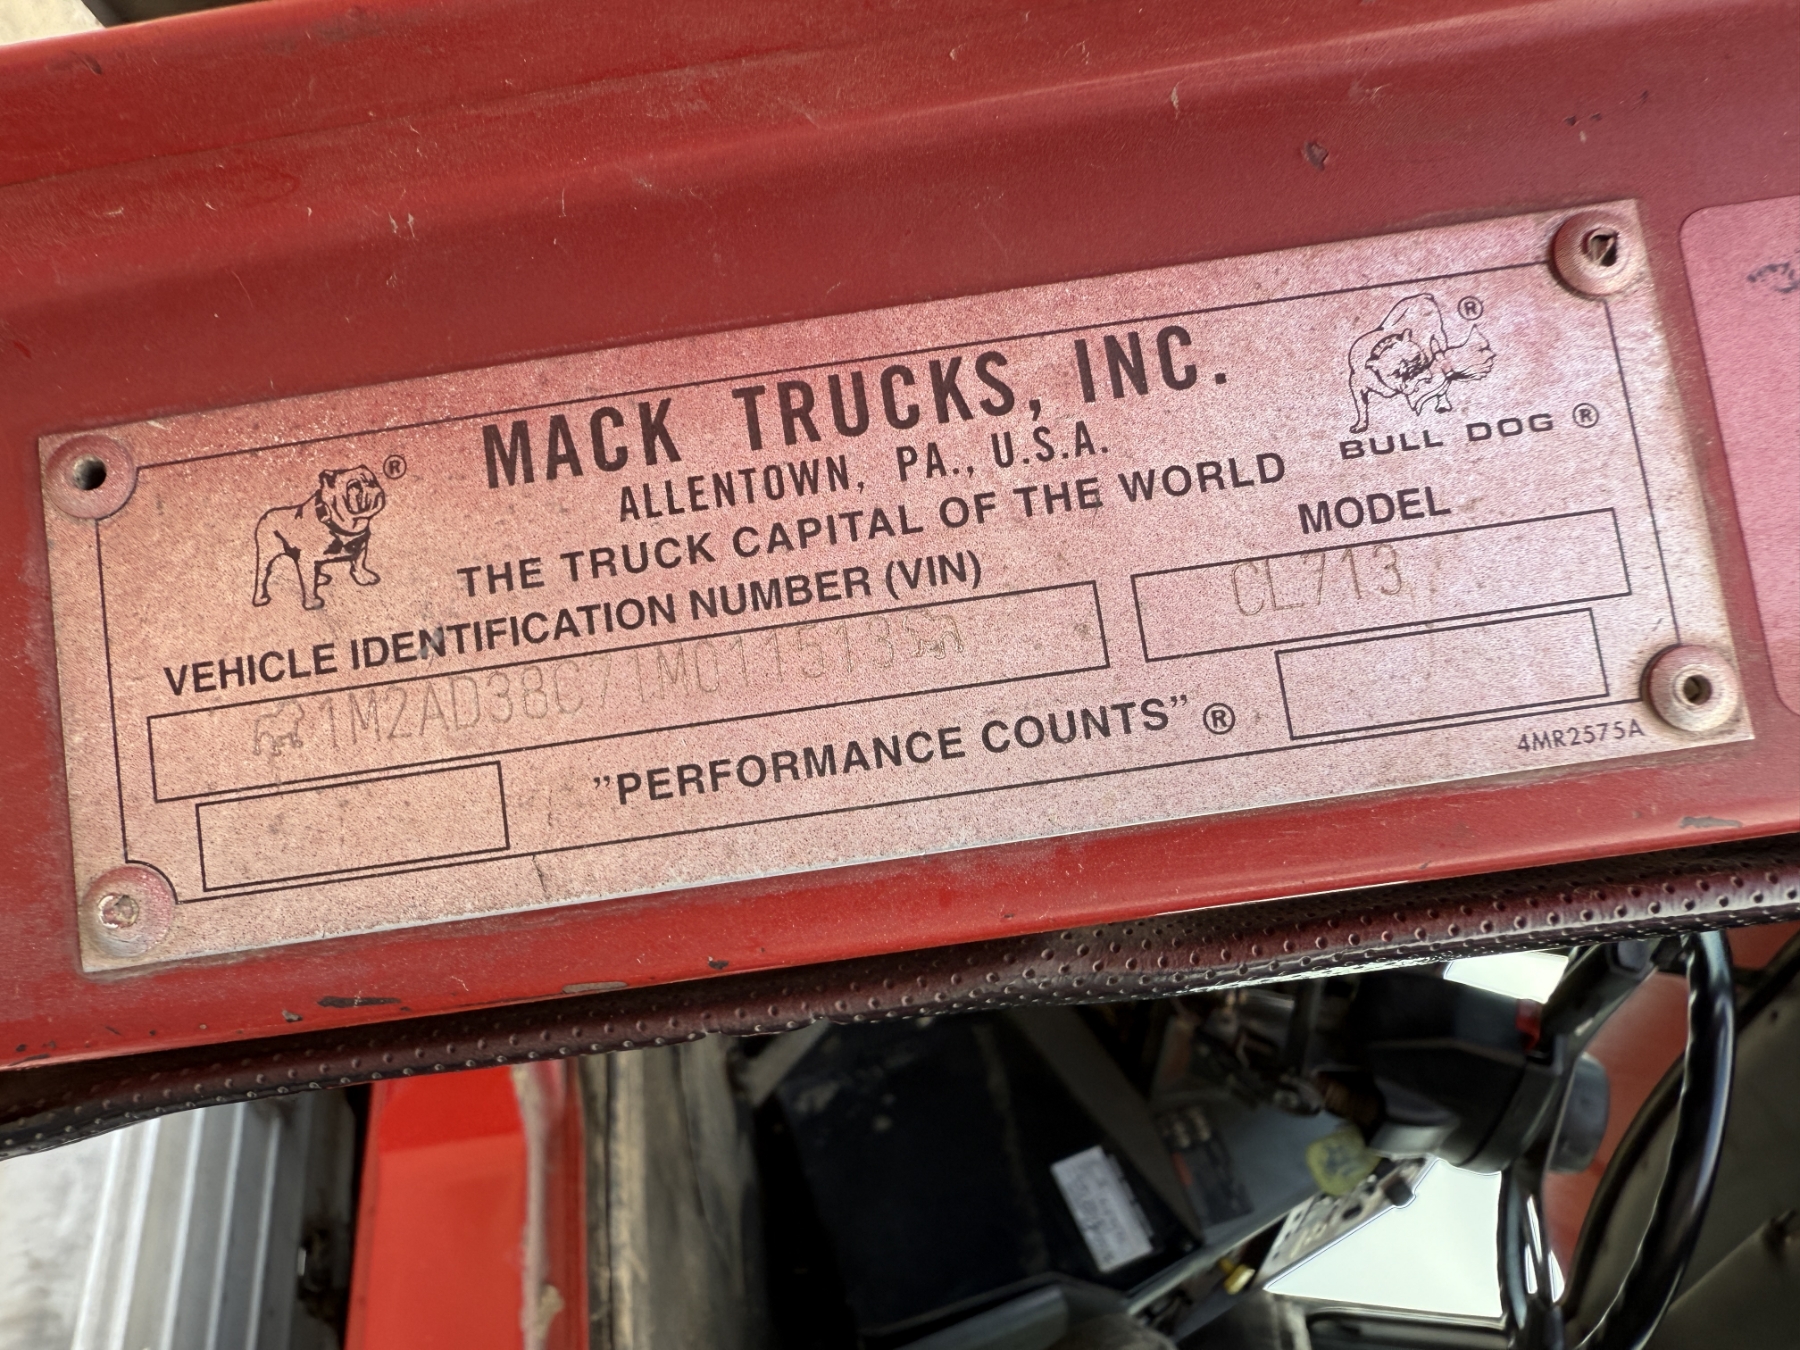 MACK TRUCKS, INC.
ALLENTOWN, PA., U.S.A.
THE TRUCK CAPITAL OF THE WORLD
®
®
BULL DOG ®
VEHICLE IDENTIFICATION NUMBER (VIN)
1M2AD38C71M011513
MODEL
CL713
"PERFORMANCE COUNTS" ®
4MR2575A